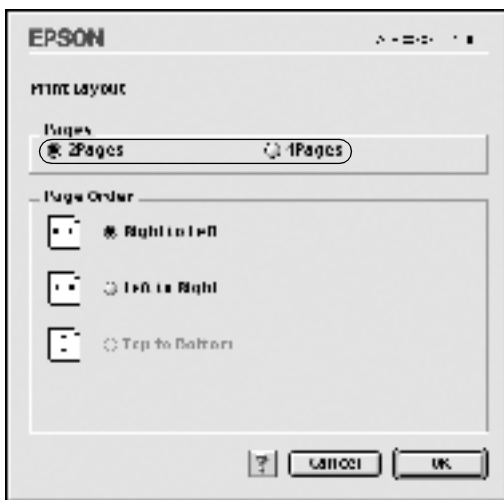 EPSON
Print Layout
Pages
2Pages 4Pages
Page Order
Right to Left
Left to Right
Top to Bottom
? Cancel OK